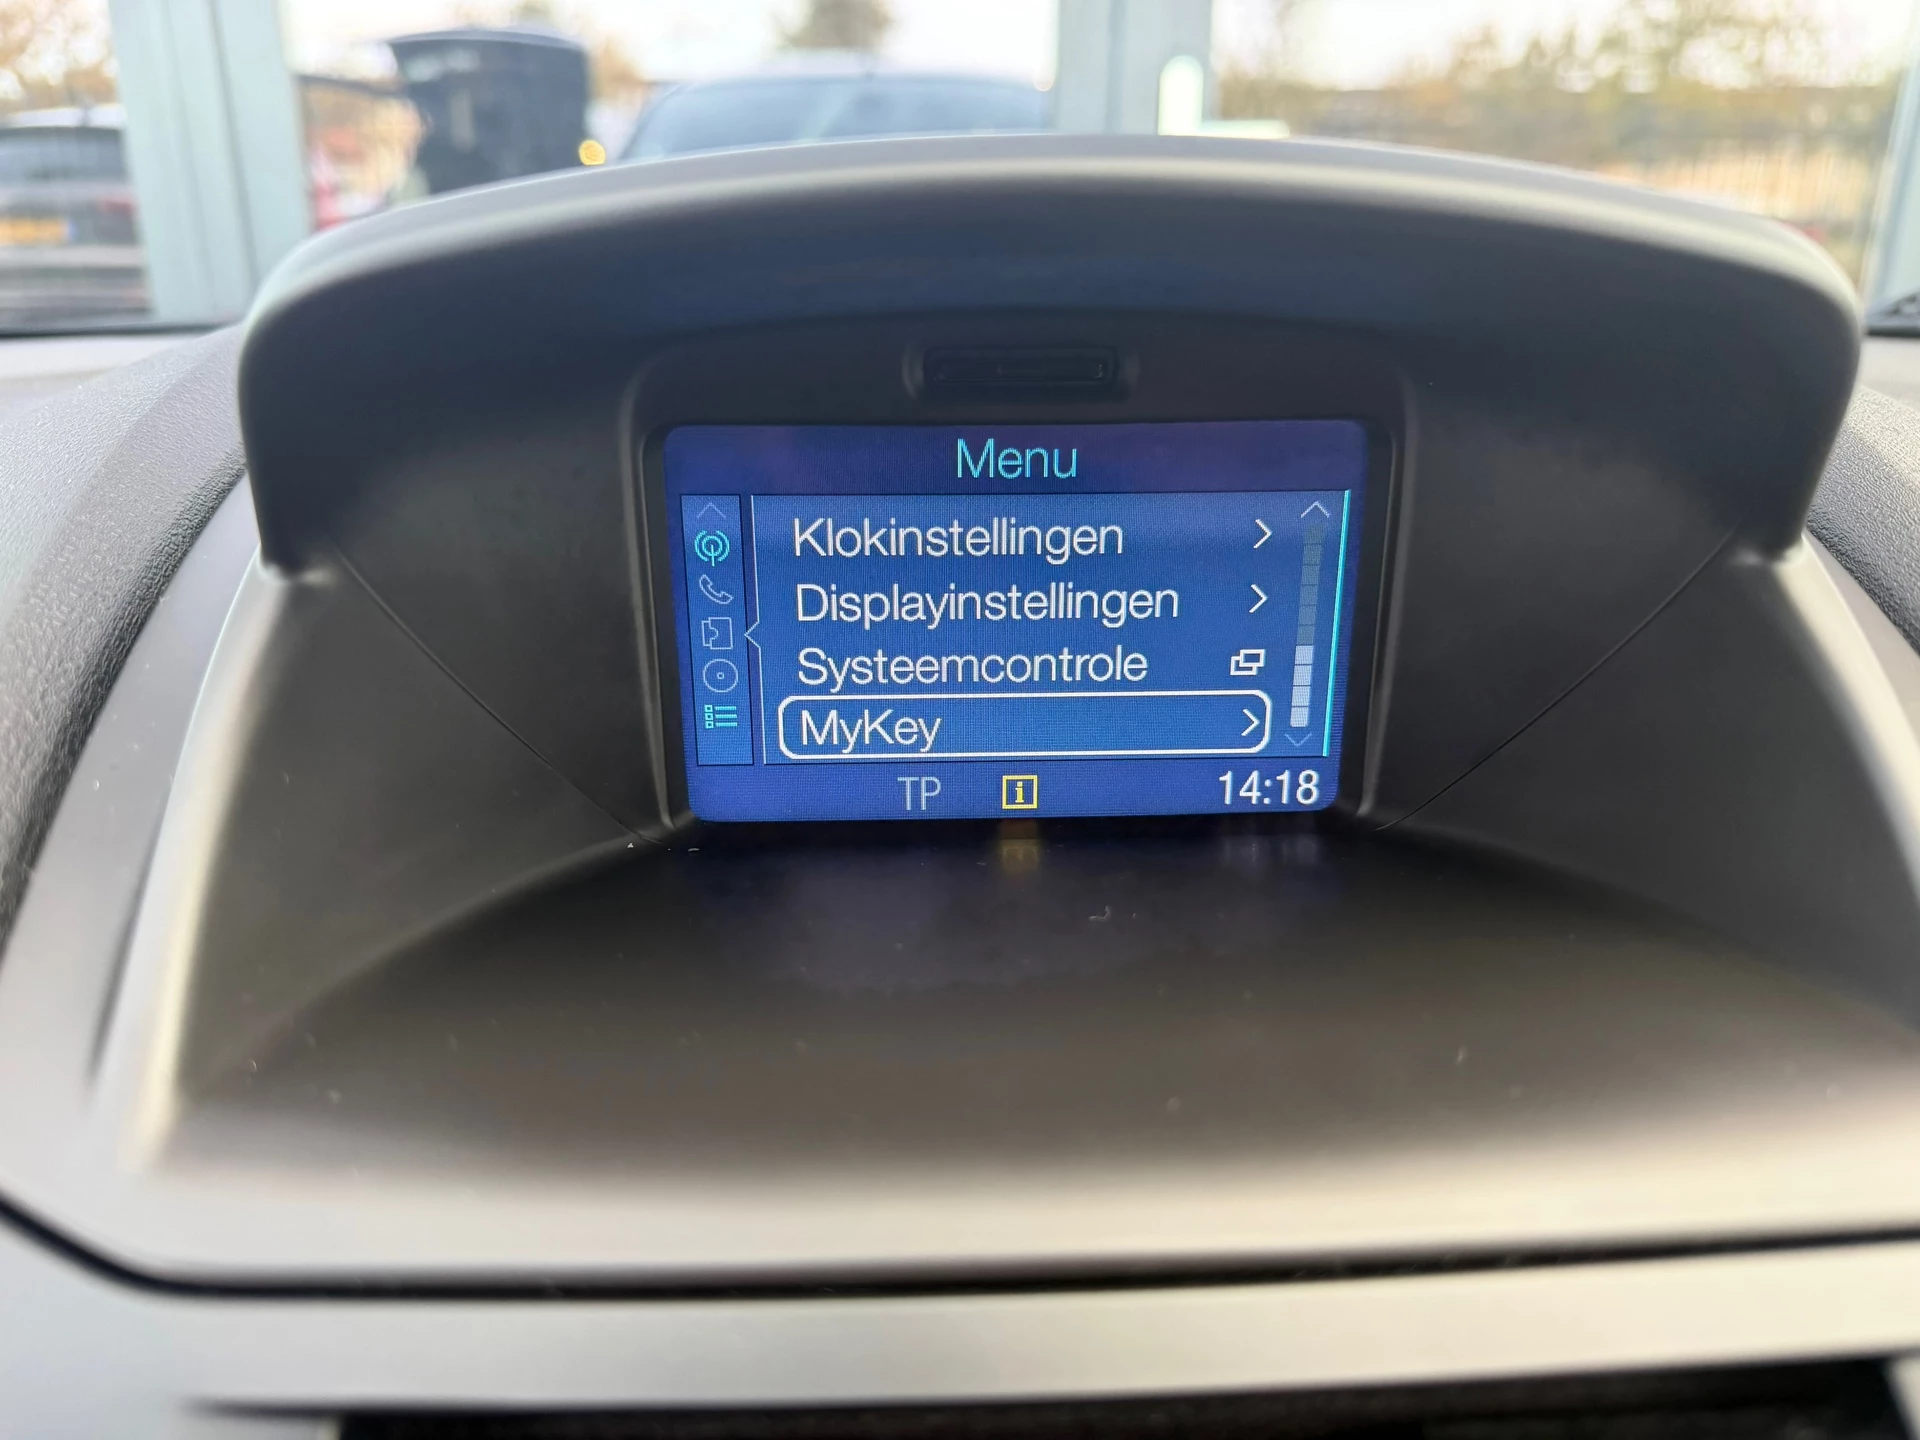 Menu
Klokinstellingen
Displayinstellingen
Systeemcontrole
MyKey
TP i 14:18